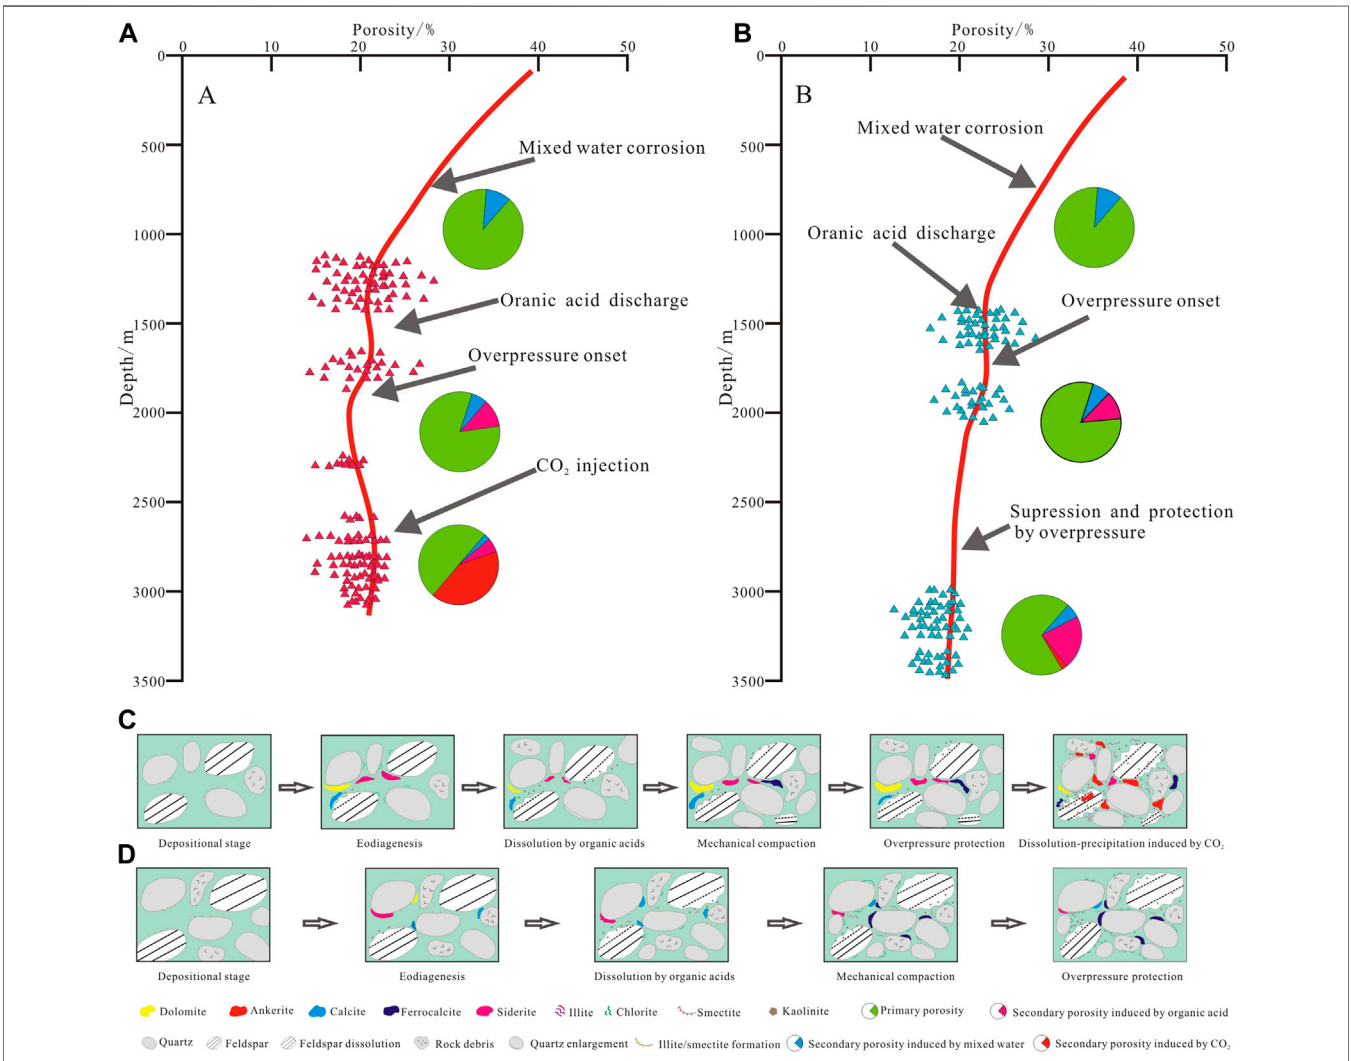 A
Porosity/%
0 10 20 30 40 50
0
500
1000
1500
2000
2500
3000
3500
Depth/m
A
Mixed water corrosion
Oranic acid discharge
Overpressure onset
CO₂ injection
B
Porosity/%
0 10 20 30 40 50
0
500
1000
1500
2000
2500
3000
3500
Depth/m
B
Mixed water corrosion
Oranic acid discharge
Overpressure onset
Supression and protection
by overpressure
C
Depositional stage
Eodiagenesis
Dissolution by organic acids
Mechanical compaction
Overpressure protection
Dissolution-precipitation induced by CO₂
D
Depositional stage
Eodiagenesis
Dissolution by organic acids
Mechanical compaction
Overpressure protection
Dolomite Ankerite Calcite Ferrocalcite Siderite Illite Chlorite Smectite Kaolinite Primary porosity Secondary porosity induced by organic acid
Quartz Feldspar Feldspar dissolution Rock debris Quartz enlargement Illite/smectite formation Secondary porosity induced by mixed water Secondary porosity induced by CO₂